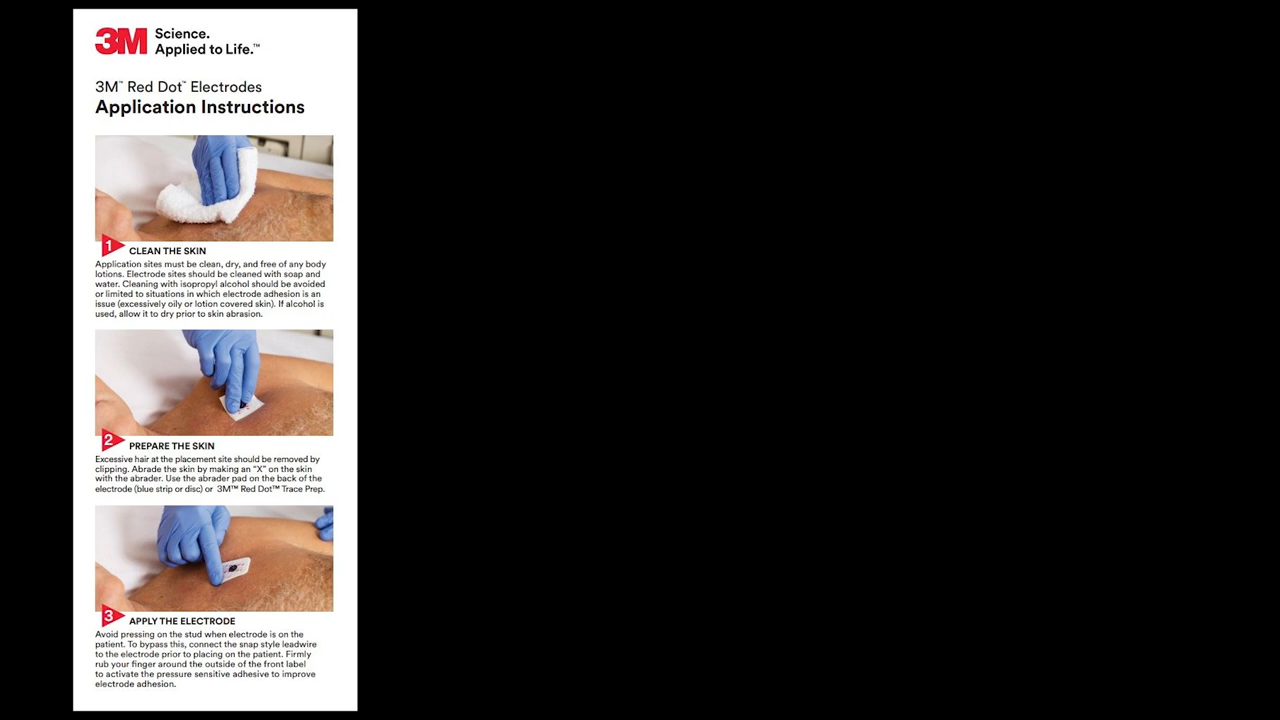 3M Science.
Applied to Life.™
3M™ Red Dot™ Electrodes
Application Instructions
1 CLEAN THE SKIN
Application sites must be clean, dry, and free of any body
lotions. Electrode sites should be cleaned with soap and
water. Cleaning with isopropyl alcohol should be avoided
or limited to situations in which electrode adhesion is an
issue (excessively oily or lotion covered skin). If alcohol is
used, allow it to dry prior to skin abrasion.
2 PREPARE THE SKIN
Excessive hair at the placement site should be removed by
clipping. Abrade the skin by making an “X” on the skin
with the abrader. Use the abrader pad on the back of the
electrode (blue strip or disc) or 3M™ Red Dot™ Trace Prep.
3 APPLY THE ELECTRODE
Avoid pressing on the stud when electrode is on the
patient. To bypass this, connect the snap style leadwire
to the electrode prior to placing on the patient. Firmly
rub your finger around the outside of the front label
to activate the pressure sensitive adhesive to improve
electrode adhesion.